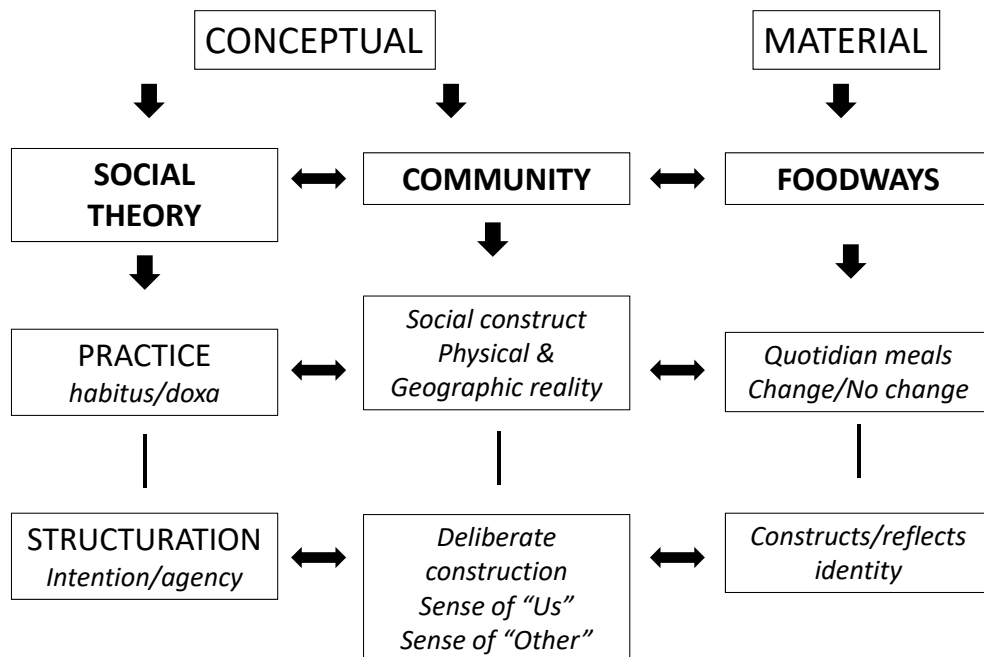 CONCEPTUAL
MATERIAL
SOCIAL
THEORY
COMMUNITY
FOODWAYS
PRACTICE
habitus/doxa
Social construct
Physical &
Geographic reality
Quotidian meals
Change/No change
STRUCTURATION
Intention/agency
Deliberate
construction
Sense of “Us”
Sense of “Other”
Constructs/reflects
identity